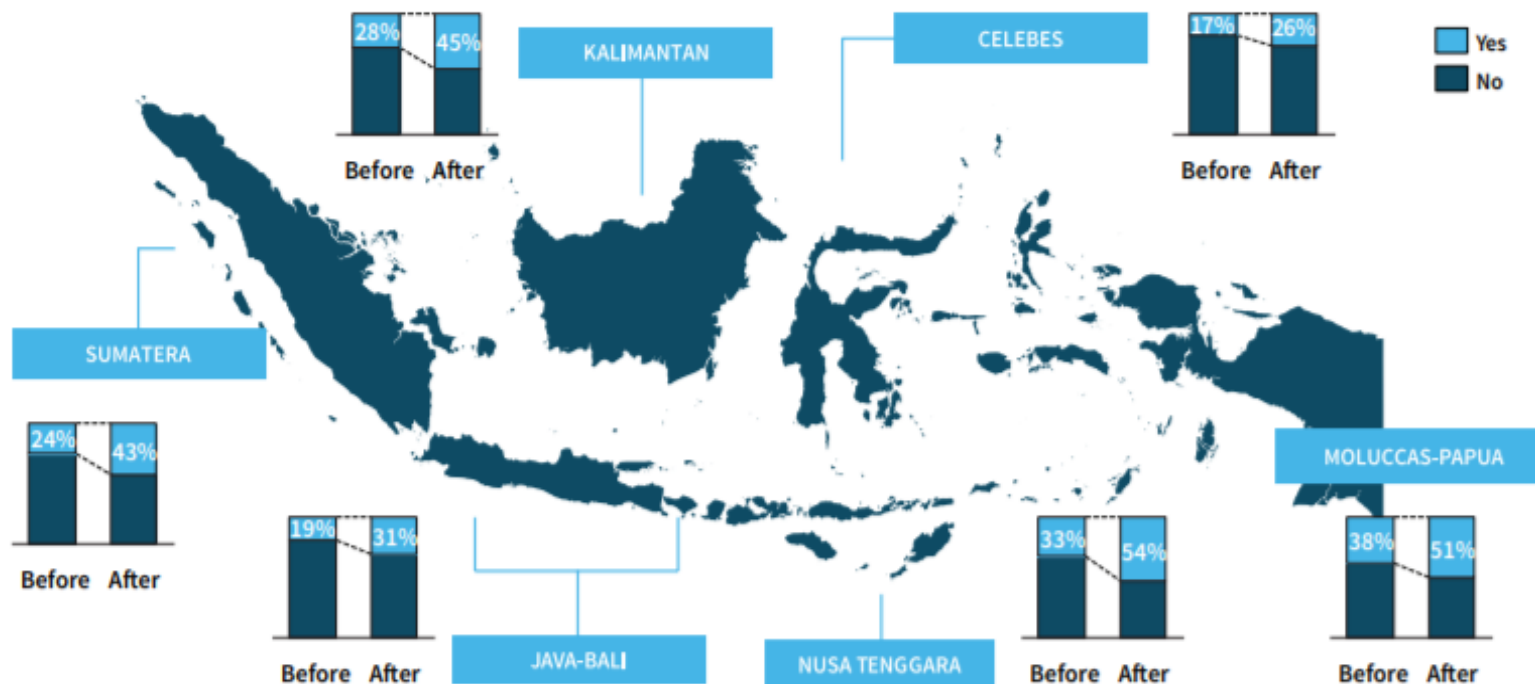 28% 45%
Before After
KALIMANTAN
CELEBES
17% 26%
Before After
Yes
No
SUMATERA
24% 43%
Before After
19% 31%
Before After
JAVA-BALI
NUSA TENGGARA
33% 54%
Before After
MOLUCCAS-PAPUA
38% 51%
Before After